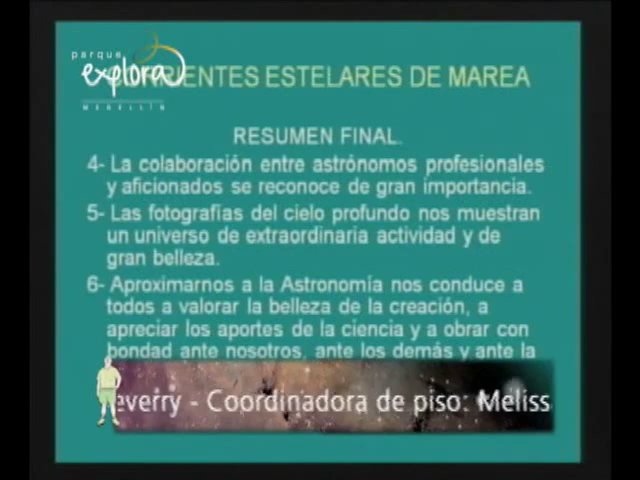 parque
explora
MEDELLÍN
RRIENTES ESTELARES DE MAREA
RESUMEN FINAL.
4- La colaboración entre astrónomos profesionales
y aficionados se reconoce de gran importancia.
5- Las fotografías del cielo profundo nos muestran
un universo de extraordinaria actividad y de
gran belleza.
6- Aproximarnos a la Astronomía nos conduce a
todos a valorar la belleza de la creación, a
apreciar los aportes de la ciencia y a obrar con
bondad ante nosotros, ante los demás y ante la
everry - Coordinadora de piso: Meliss